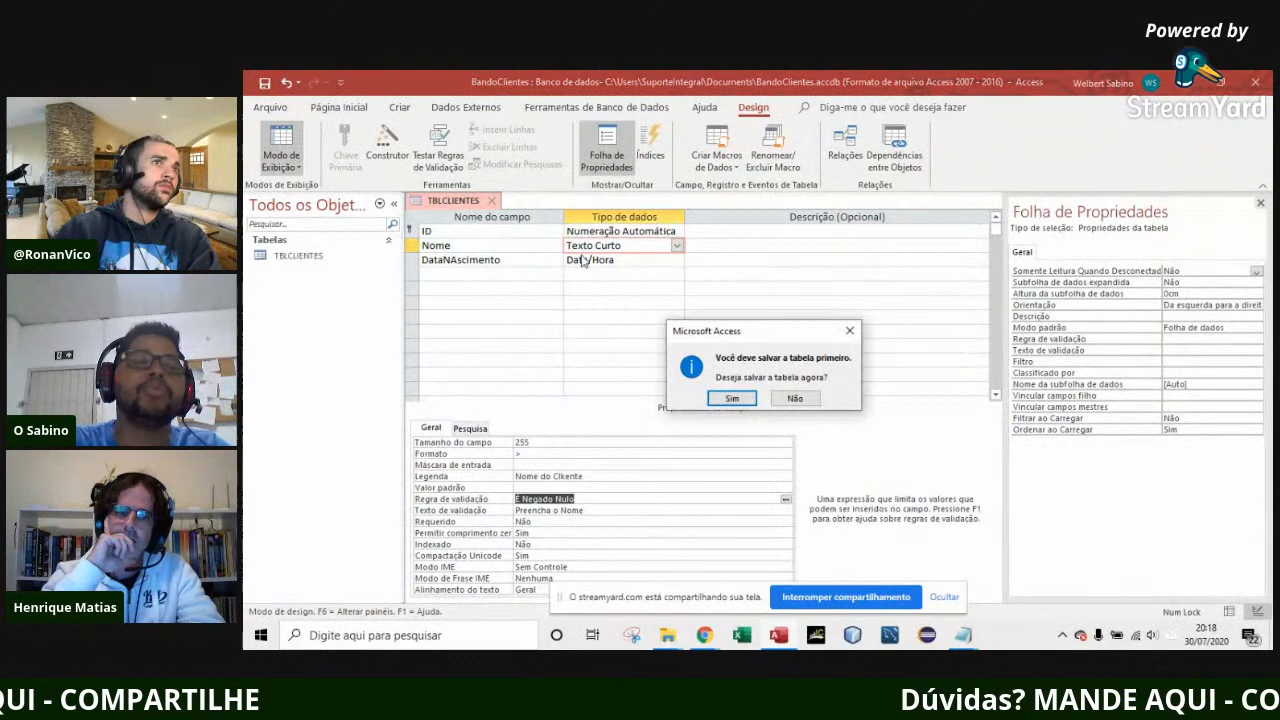 Powered by
StreamYard
BandoClientes : Banco de dados- C:\Users\SuporteIntegral\Documents\BandoClientes.accdb (Formato de arquivo Access 2007 - 2016) - Access
Welbert Sabino
WS
Arquivo Página Inicial Criar Dados Externos Ferramentas de Banco de Dados Ajuda Design Diga-me o que você deseja fazer
Modo de Exibição
Chave Primária
Construtor
Testar Regras de Validação
Insert Linhas
Excluir Linhas
Modificar Pesquisas
Folha de Propriedades
Índices
Criar Macros de Dados
Renomear/ Excluir Macro
Relações
Dependências entre Objetos
Modos de Exibição Ferramentas Mostrar/Ocultar Campo, Registro e Eventos de Tabela Relações
Todos os Objet...
Pesquisar...
Tabelas
TBLCLIENTES
TBLCLIENTES
Nome do campo Tipo de dados Descrição (Opcional)
ID Numeração Automática
Nome Texto Curto
DataNAscimento Data/Hora
Microsoft Access
Você deve salvar a tabela primeiro.
Deseja salvar a tabela agora?
Sim Não
Geral Pesquisa
Tamanho do campo 255
Formato >
Máscara de entrada
Legenda Nome do Clkente
Valor padrão
Regra de validação É Negado Nulo
Texto de validação Preencha o Nome
Requerido Não
Permitir comprimento zer Sim
Indexado Não
Compactação Unicode Sim
Modo IME Sem Controle
Modo de Frase IME Nenhuma
Alinhamento do texto Geral
Uma expressão que limita os valores que
podem ser inseridos no campo. Pressione F1
para obter ajuda sobre regras de validação.
Folha de Propriedades
Tipo de seleção: Propriedades da tabela
Geral
Somente Leitura Quando Desconectad Não
Subfolha de dados expandida Não
Altura da subfolha de dados 0cm
Orientação Da esquerda para a direit
Descrição
Modo padrão Folha de dados
Regra de validação
Texto de validação
Filtro
Classificado por
Nome da subfolha de dados [Auto]
Vincular campos filho
Vincular campos mestres
Filtrar ao Carregar Não
Ordenar ao Carregar Sim
O streamyard.com está compartilhando sua tela. Interromper compartilhamento Ocultar
Modo de design. F6 = Alterar painéis. F1 = Ajuda.
Num Lock
Digite aqui para pesquisar
20:18
30/07/2020
22
@RonanVico
O Sabino
Henrique Matias
QUI - COMPARTILHE Dúvidas? MANDE AQUI - CO